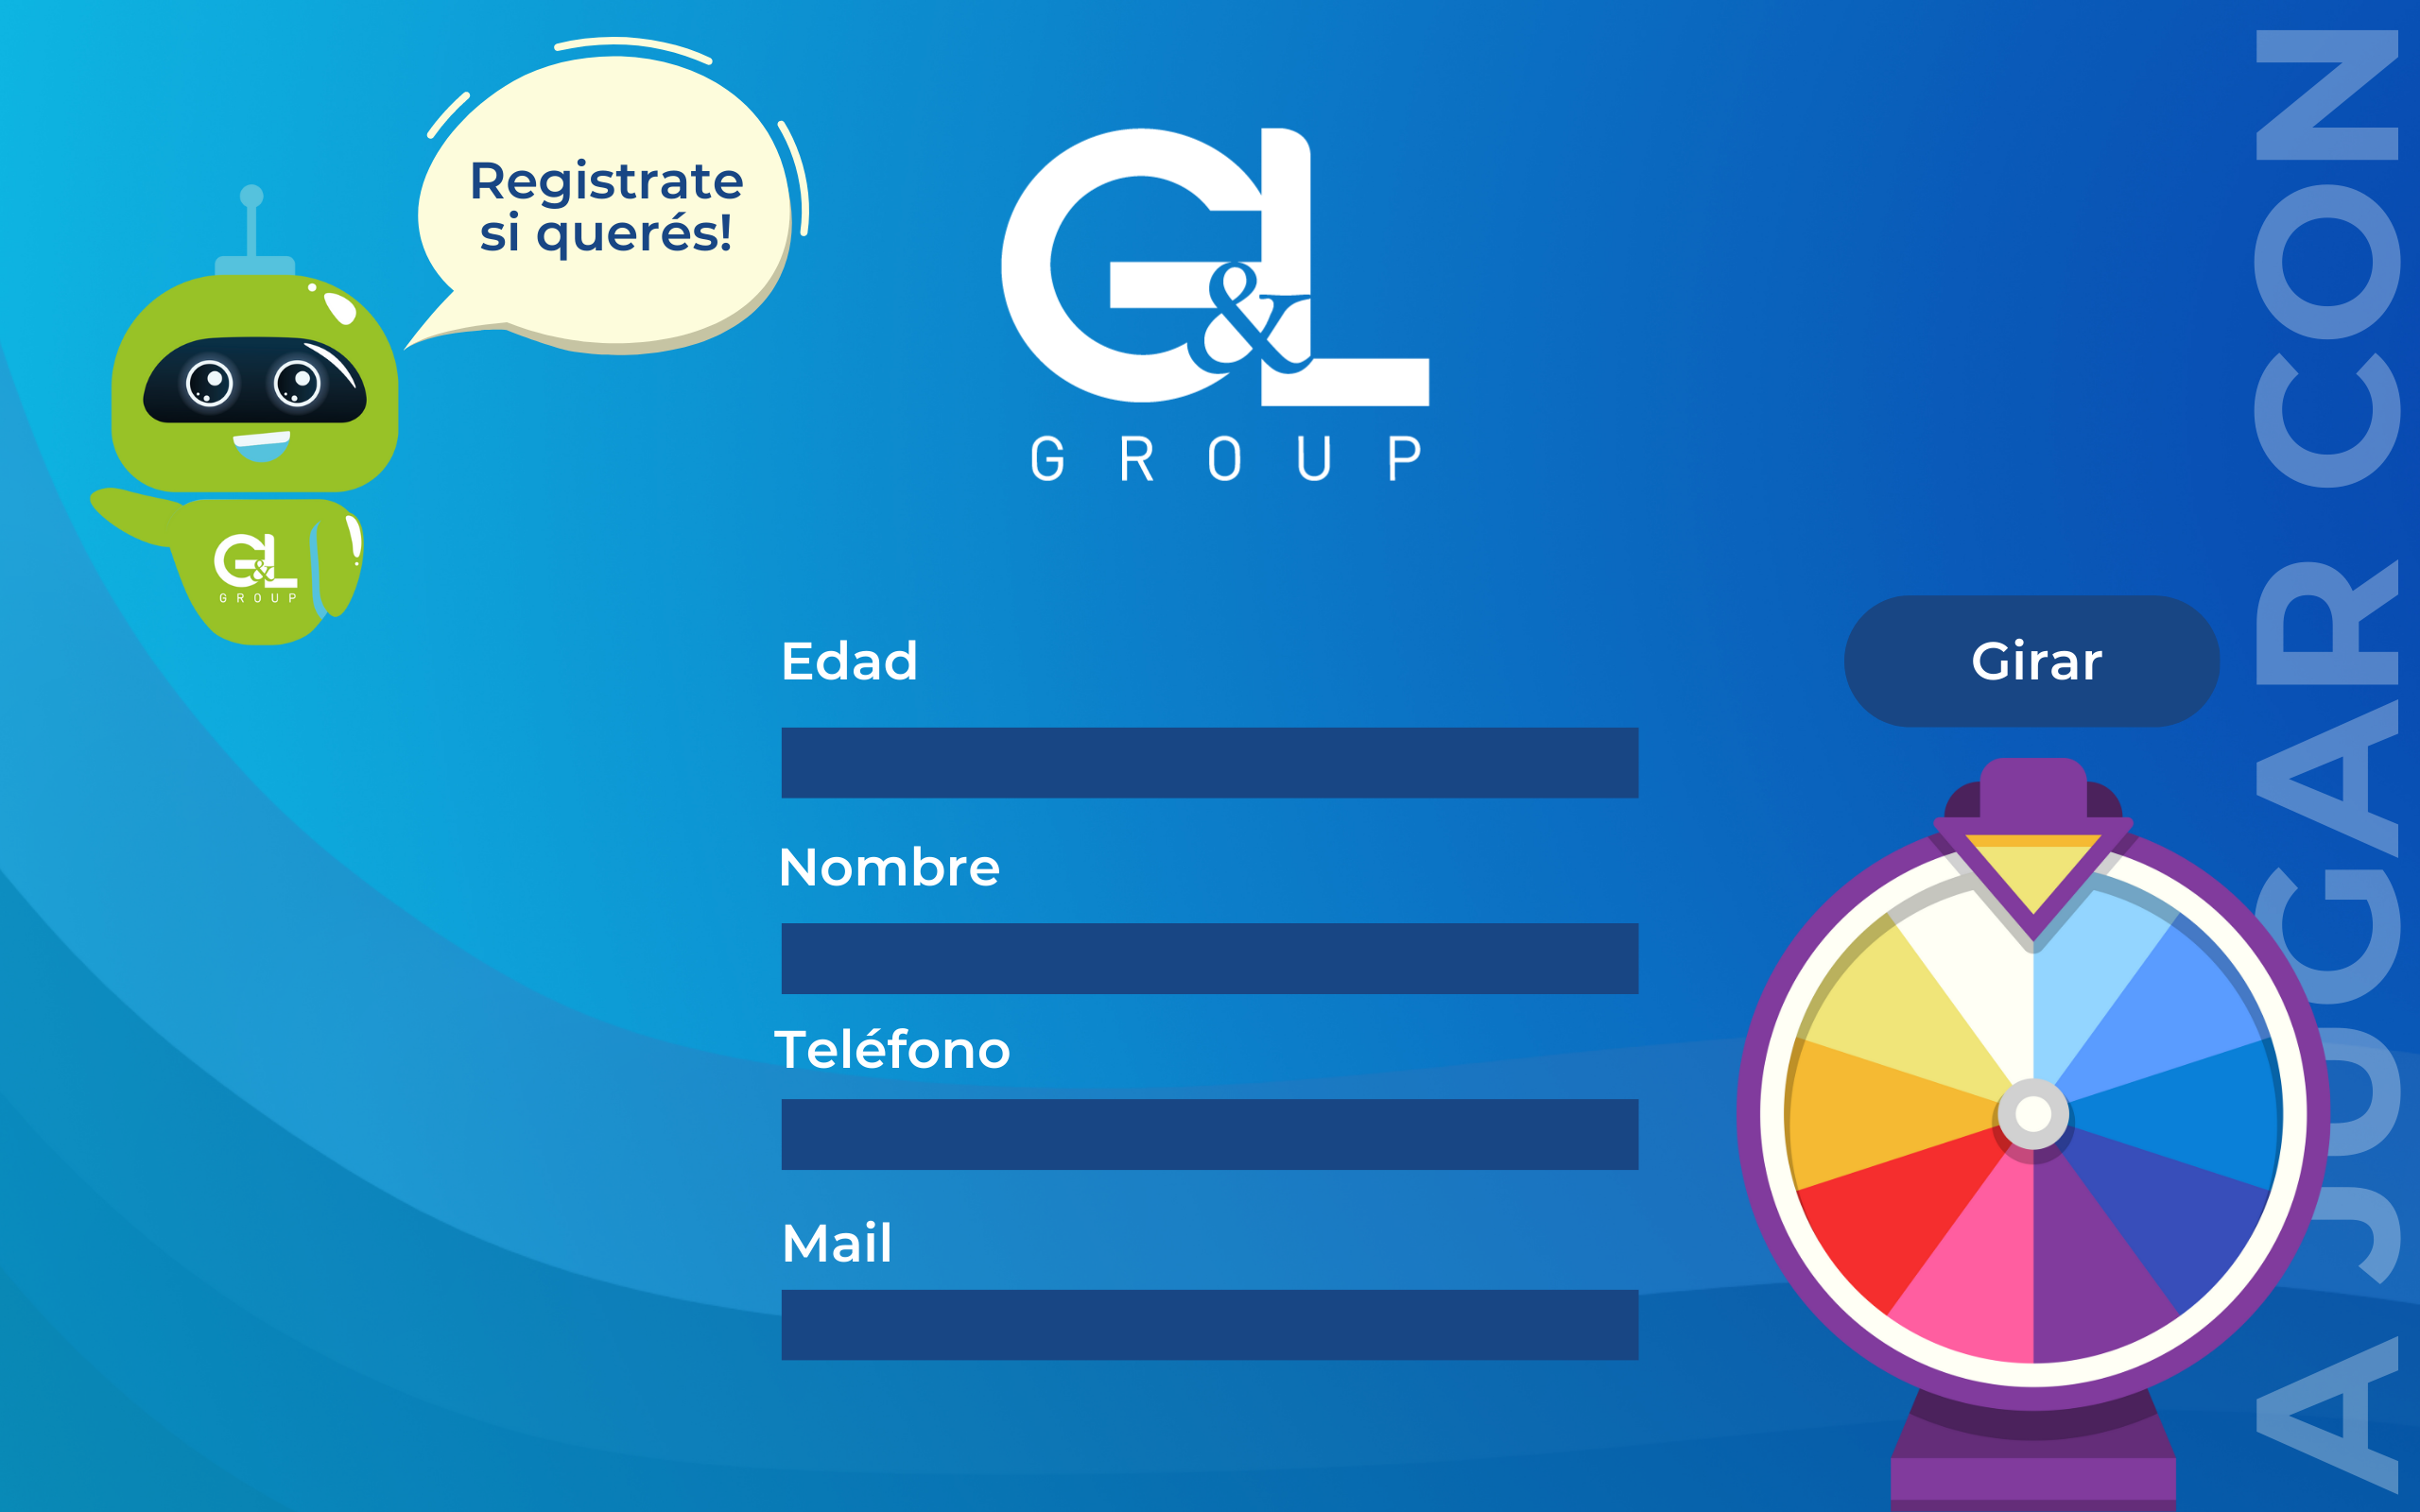 Registrate
si querés!
G&L
GROUP
G&L
GROUP
Edad
Girar
Nombre
Teléfono
Mail
A JUGAR CON